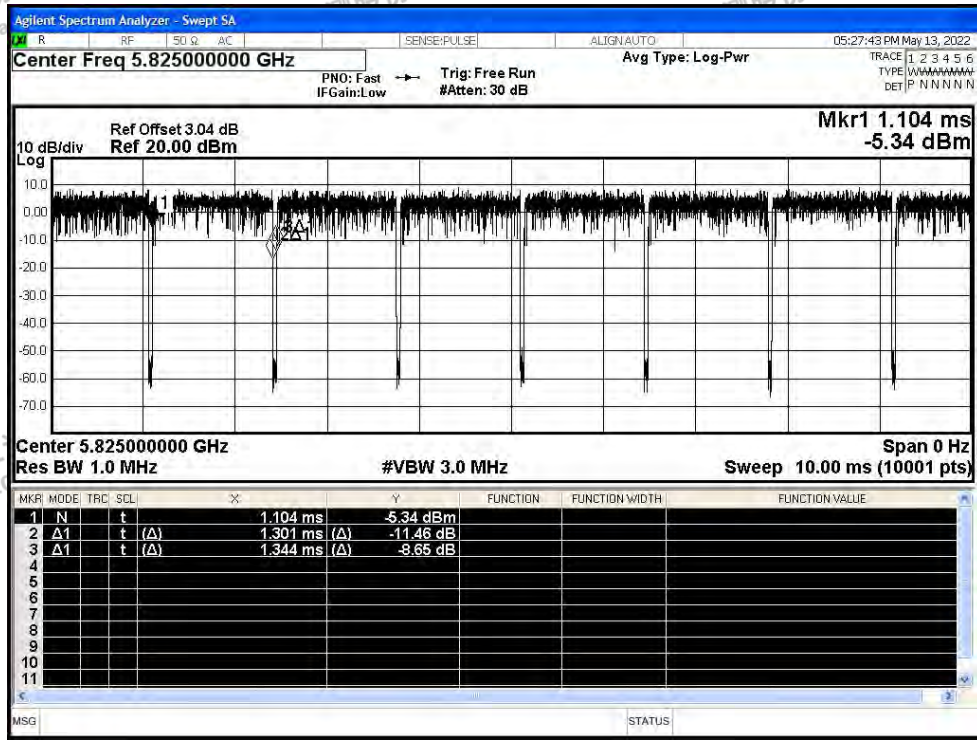 Agilent Spectrum Analyzer - Swept SA
LXI R RF 50 Ω AC SENSE:PULSE ALIGN AUTO 05:27:43 PM May 13, 2022
Center Freq 5.825000000 GHz Avg Type: Log-Pwr TRACE 1 2 3 4 5 6
PNO: Fast Trig: Free Run TYPE WWWWWW
IFGain:Low #Atten: 30 dB DET P N N N N N
Mkr1 1.104 ms
-5.34 dBm
Ref Offset 3.04 dB
10 dB/div Ref 20.00 dBm
Log
10.0
0.00
-10.0
-20.0
-30.0
-40.0
-50.0
-60.0
-70.0
1
Center 5.825000000 GHz Span 0 Hz
Res BW 1.0 MHz #VBW 3.0 MHz Sweep 10.00 ms (10001 pts)
MKR MODE TRC SCL X Y FUNCTION FUNCTION WIDTH FUNCTION VALUE
1 N t 1.104 ms -5.34 dBm
2 Δ1 t (Δ) 1.301 ms (Δ) -11.46 dB
3 Δ1 t (Δ) 1.344 ms (Δ) -8.65 dB
4
5
6
7
8
9
10
11
MSG STATUS